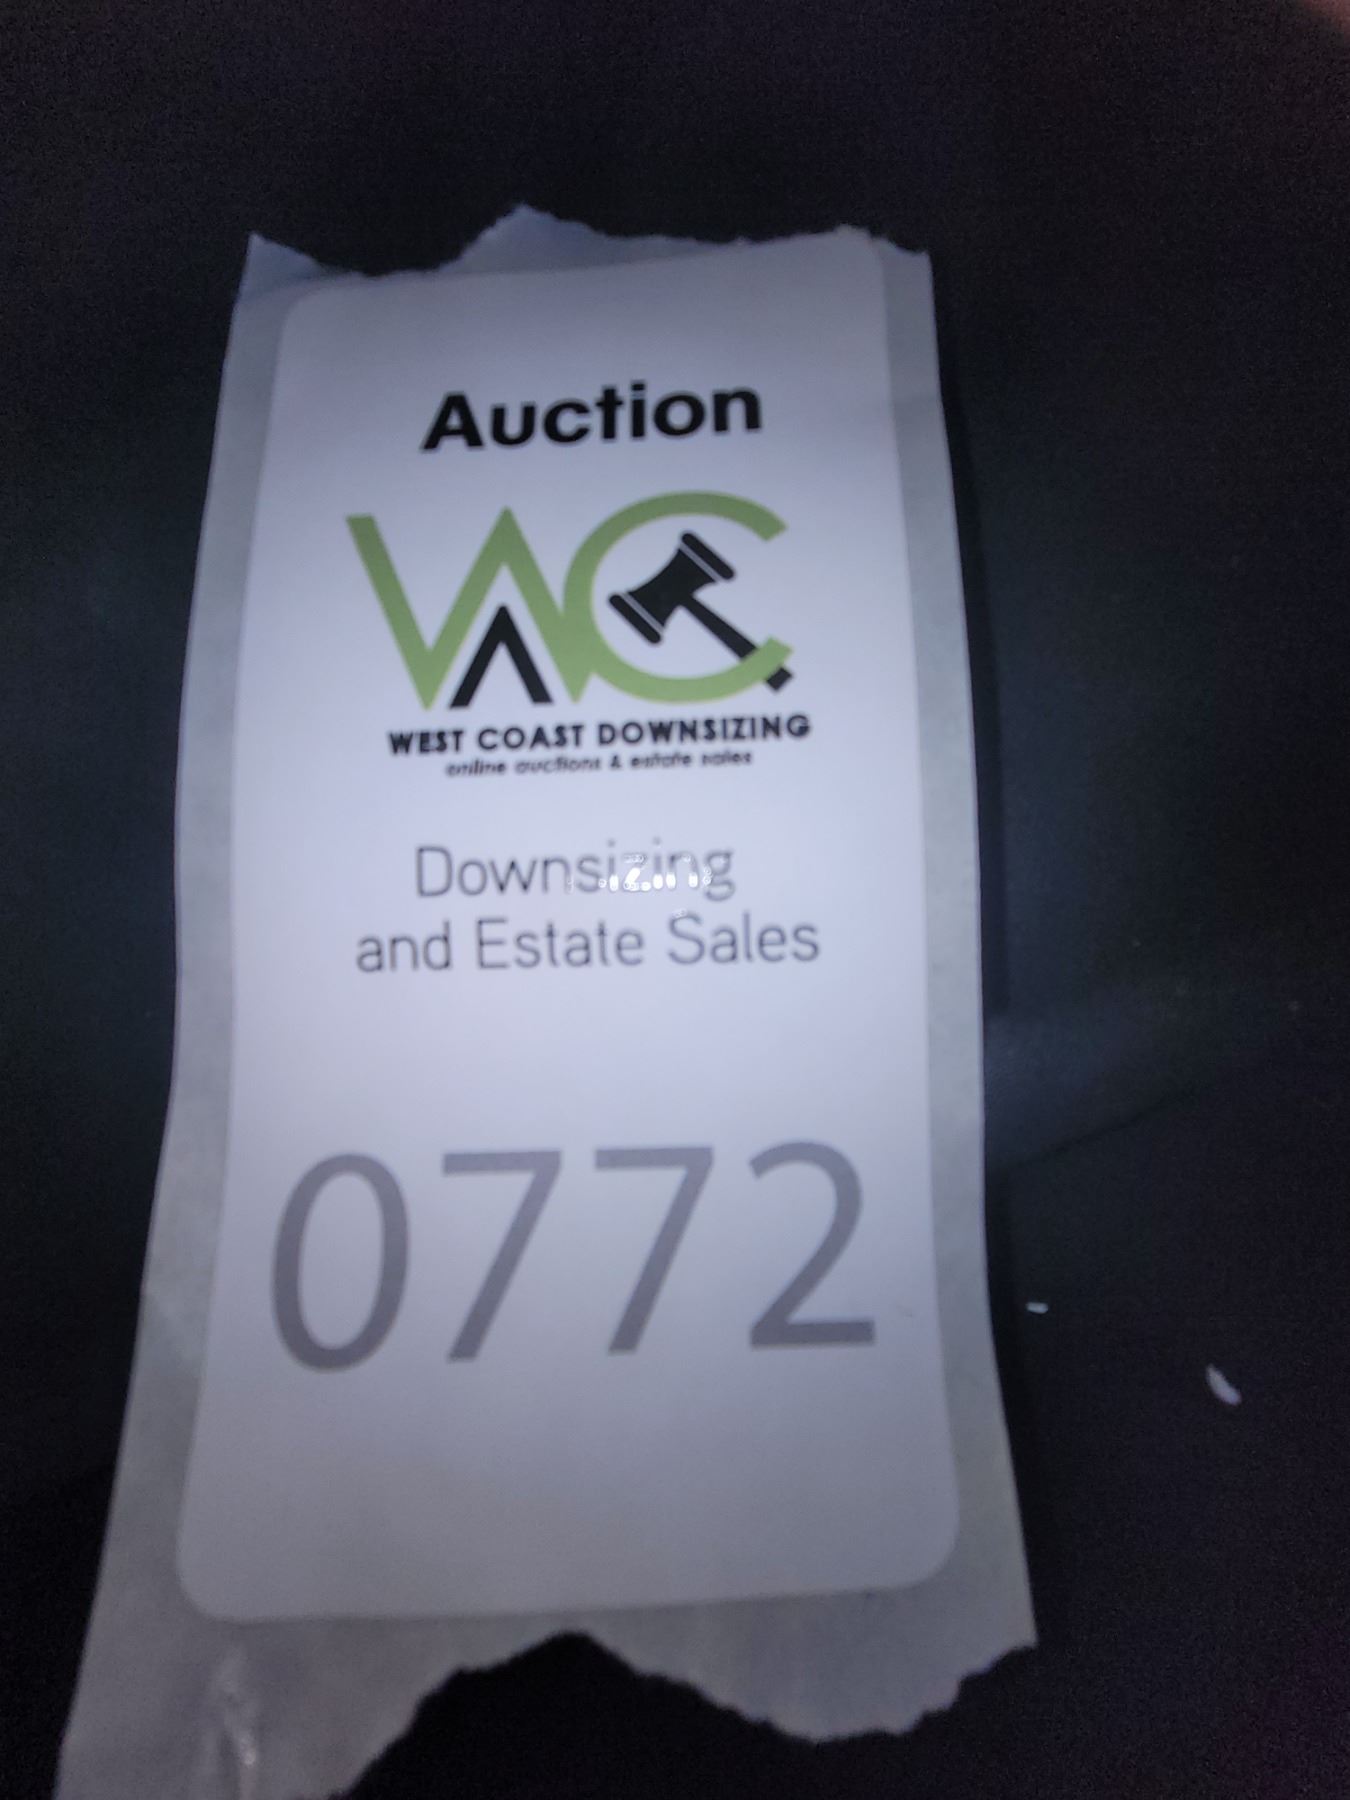 Auction
WC
WEST COAST DOWNSIZING
online auctions & estate sales
Downsizing
and Estate Sales
0772